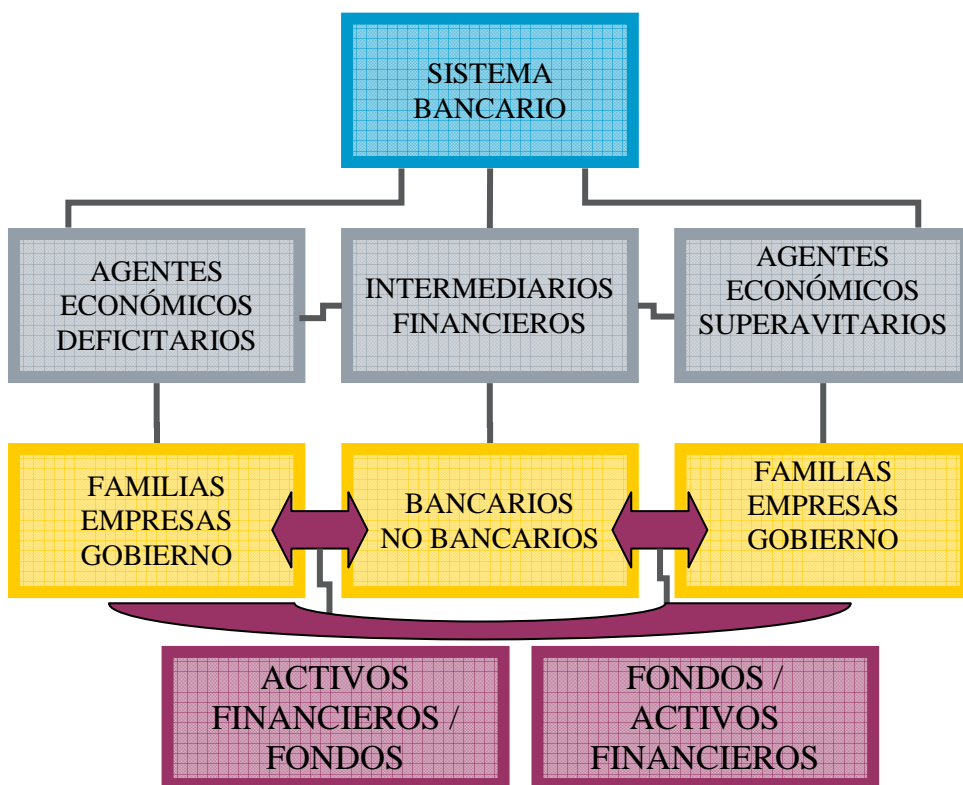 SISTEMA
BANCARIO
AGENTES
ECONÓMICOS
DEFICITARIOS
INTERMEDIARIOS
FINANCIEROS
AGENTES
ECONÓMICOS
SUPERAVITARIOS
FAMILIAS
EMPRESAS
GOBIERNO
BANCARIOS
NO BANCARIOS
FAMILIAS
EMPRESAS
GOBIERNO
ACTIVOS
FINANCIEROS /
FONDOS
FONDOS /
ACTIVOS
FINANCIEROS